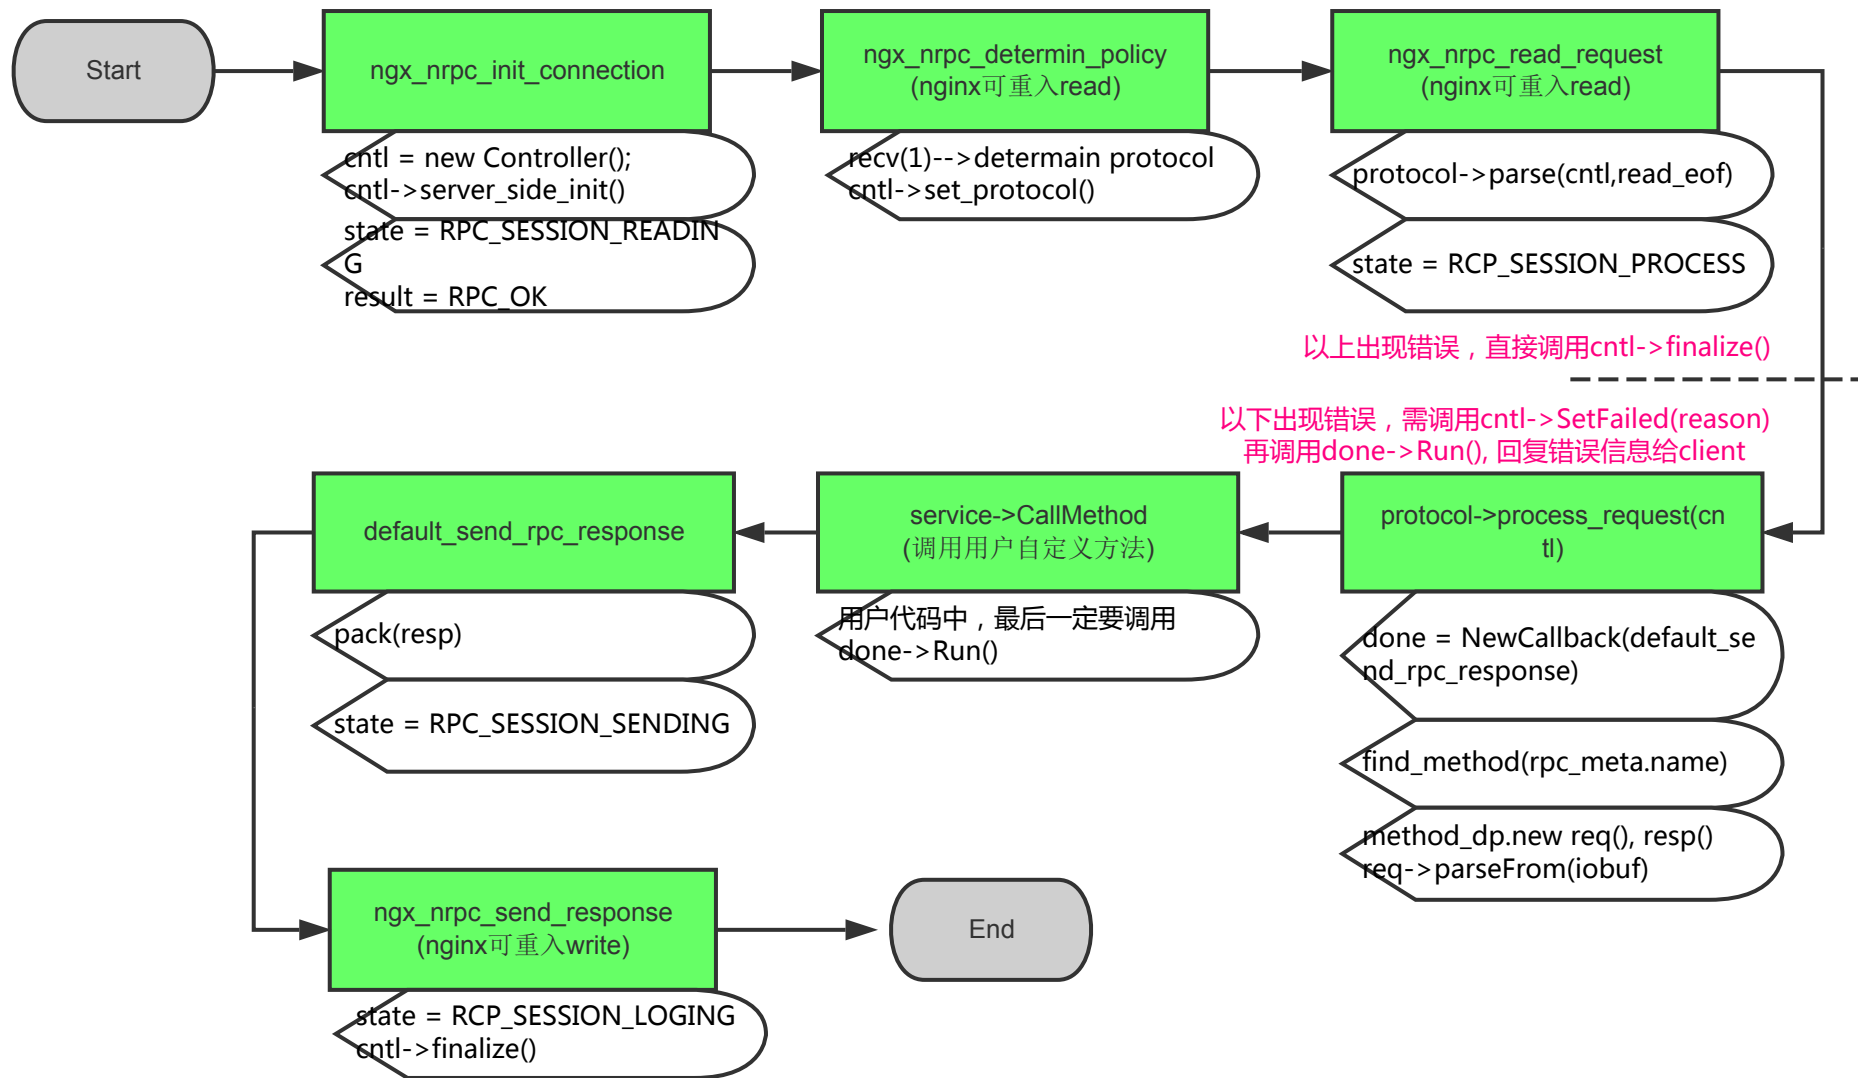 Start
ngx_nrpc_init_connection
cntl = new Controller();
cntl->server_side_init()
state = RPC_SESSION_READIN
G
result = RPC_OK
ngx_nrpc_determin_policy
(nginx可重入read)
recv(1)-->determain protocol
cntl->set_protocol()
ngx_nrpc_read_request
(nginx可重入read)
protocol->parse(cntl,read_eof)
state = RCP_SESSION_PROCESS
以上出现错误，直接调用cntl->finalize()
以下出现错误，需调用cntl->SetFailed(reason)
再调用done->Run(), 回复错误信息给client
protocol->process_request(cn
tl)
done = NewCallback(default_se
nd_rpc_response)
find_method(rpc_meta.name)
method_dp.new req(), resp()
req->parseFrom(iobuf)
service->CallMethod
(调用用户自定义方法)
用户代码中，最后一定要调用
done->Run()
default_send_rpc_response
pack(resp)
state = RPC_SESSION_SENDING
ngx_nrpc_send_response
(nginx可重入write)
state = RCP_SESSION_LOGING
cntl->finalize()
End